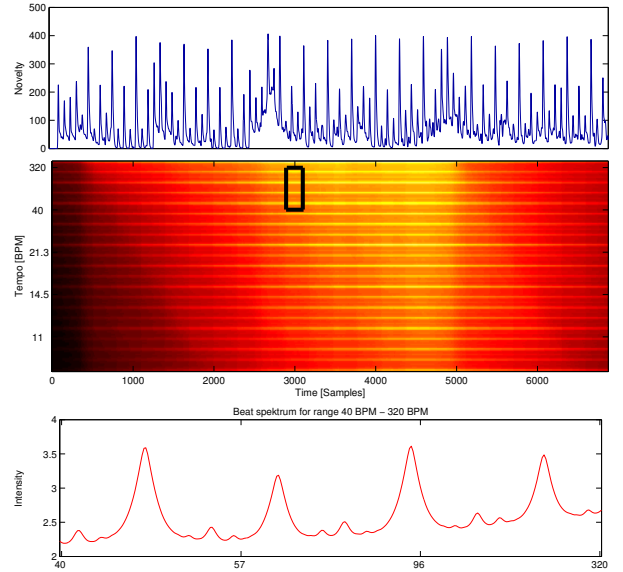 500
400
300
200
100
0
Novelty
320
40
21.3
14.5
11
Tempo [BPM]
0 1000 2000 3000 4000 5000 6000
Time [Samples]
Beat spektrum for range 40 BPM − 320 BPM
4
3.5
3
2.5
2
Intensity
40 57 96 320